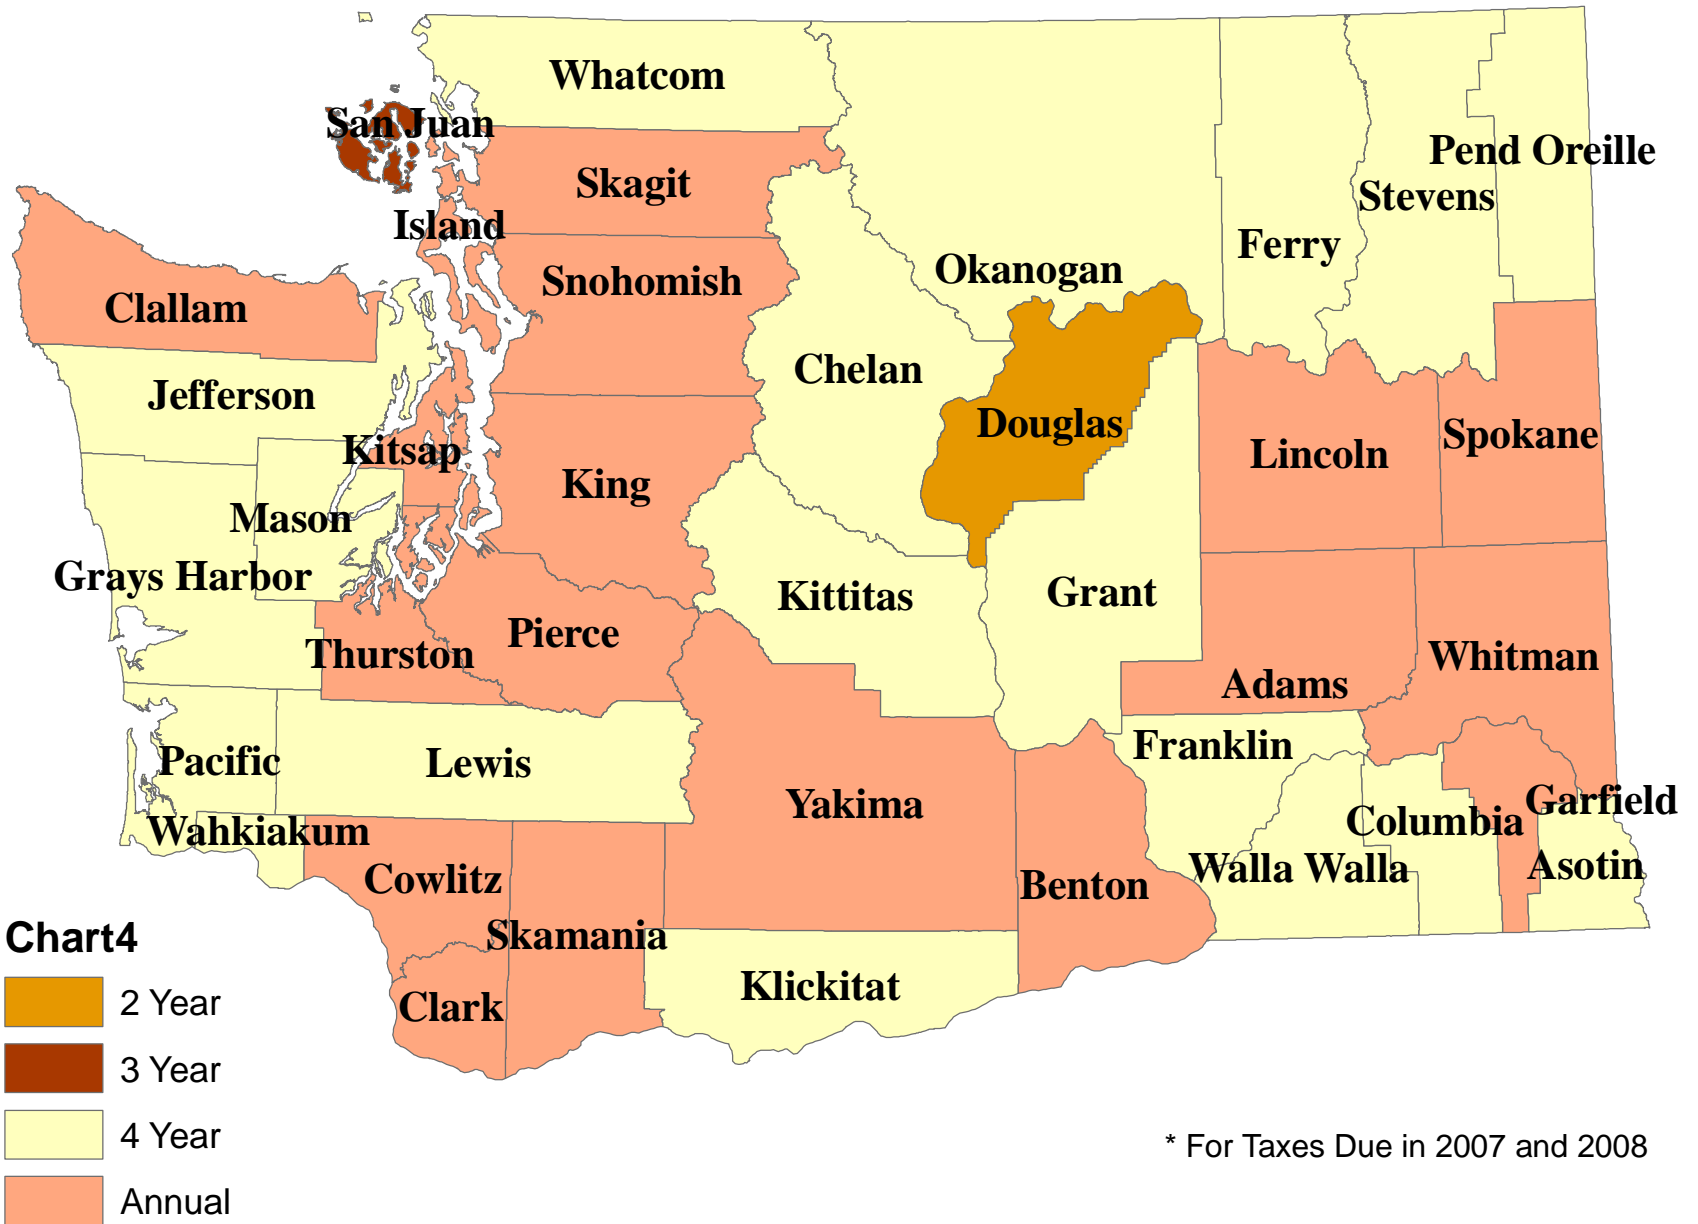 Whatcom
San Juan
Pend Oreille
Skagit
Stevens
Island
Ferry
Okanogan
Snohomish
Clallam
Chelan
Jefferson
Douglas
Spokane
Kitsap
Lincoln
King
Mason
Grays Harbor
Kittitas
Grant
Pierce
Thurston
Whitman
Adams
Franklin
Pacific
Lewis
Yakima
Garfield
Columbia
Wahkiakum
Asotin
Walla Walla
Cowlitz
Benton
Skamania
Klickitat
Clark
Chart4
2 Year
3 Year
4 Year
Annual
* For Taxes Due in 2007 and 2008